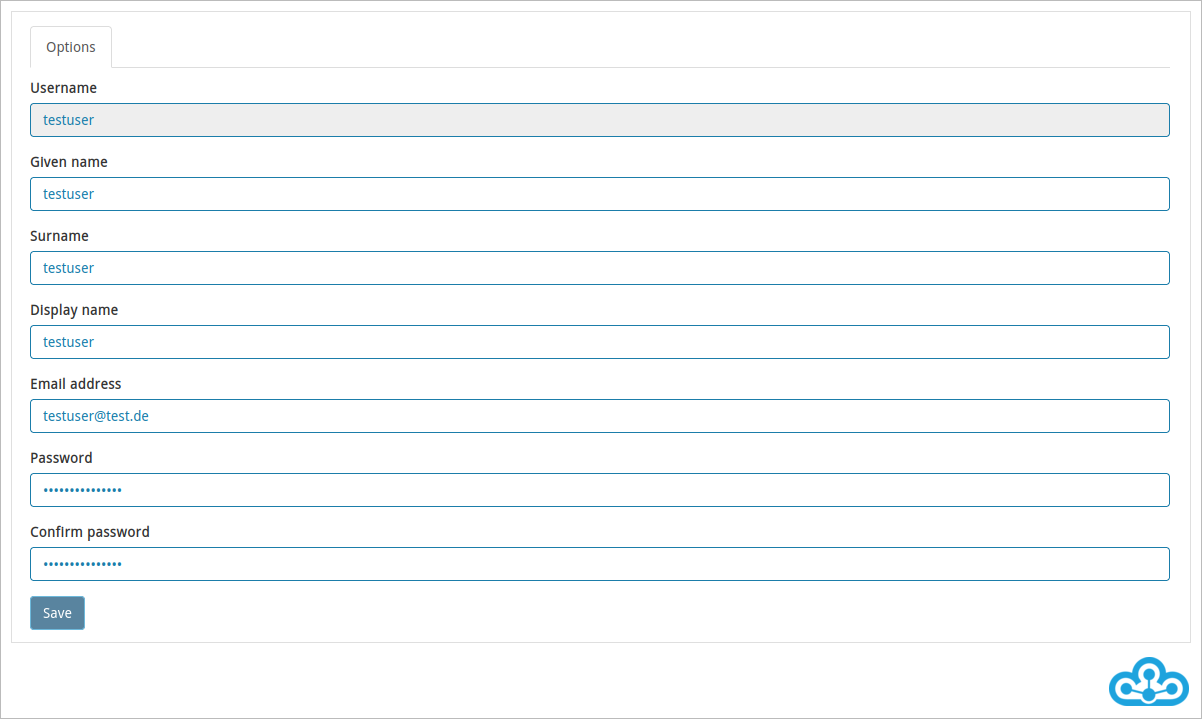 Options
Username
testuser
Given name
testuser
Surname
testuser
Display name
testuser
Email address
testuser@test.de
Password
•••••••••••••••
Confirm password
•••••••••••••••
Save